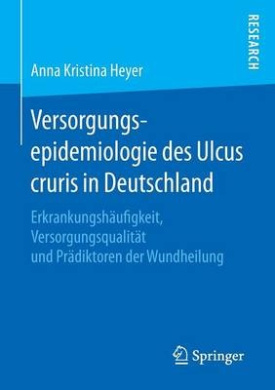 RESEARCH
Anna Kristina Heyer
Versorgungs-
epidemiologie des Ulcus
cruris in Deutschland
Erkrankungshäufigkeit,
Versorgungsqualität
und Prädiktoren der Wundheilung
Springer